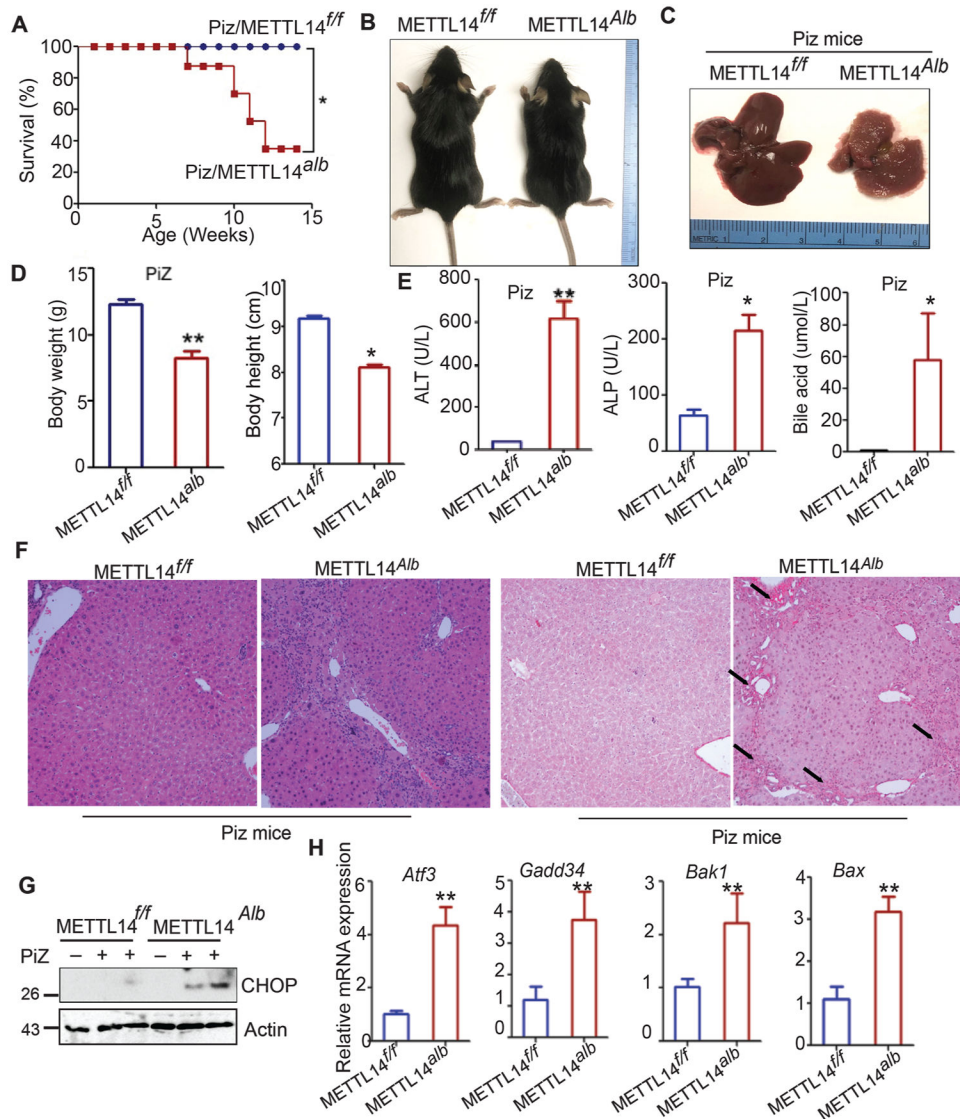 A
Piz/METTL14f/f
Survival (%)
100
80
60
40
20
0
*
Piz/METTL14alb
0
5
10
15
Age (Weeks)
B
METTL14f/f
METTL14Alb
C
Piz mice
METTL14f/f
METTL14Alb
METRIC 1 2 3 4 5 6
D
PiZ
Body weight (g)
15
10
5
0
**
METTL14f/f
METTL14alb
Body height (cm)
10
9
8
7
6
*
METTL14f/f
METTL14alb
E
Piz
ALT (U/L)
800
600
400
200
0
**
METTL14f/f
METTL14alb
Piz
ALP (U/L)
300
200
100
0
*
METTL14f/f
METTL14alb
Piz
Bile acid (umol/L)
100
80
60
40
20
0
*
METTL14f/f
METTL14alb
F
METTL14f/f
METTL14Alb
METTL14f/f
METTL14Alb
Piz mice
Piz mice
G
METTL14f/f
METTL14Alb
PiZ – + + – + +
26
CHOP
43
Actin
H
Relative mRNA expression
Atf3
6
4
2
0
**
METTL14f/f
METTL14alb
Gadd34
5
4
3
2
1
0
**
METTL14f/f
METTL14alb
Bak1
3
2
1
0
**
METTL14f/f
METTL14alb
Bax
4
3
2
1
0
**
METTL14f/f
METTL14alb